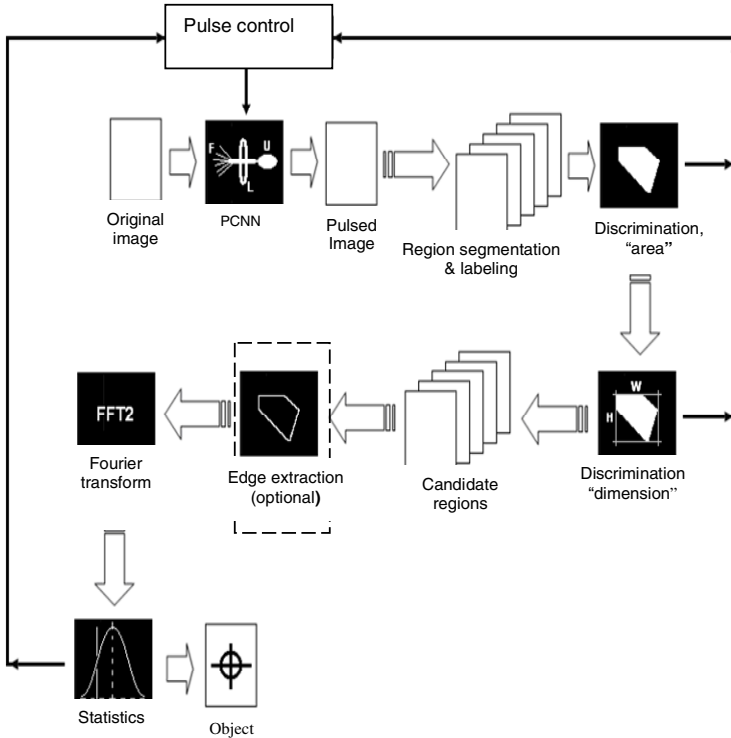 Pulse control
F
U
L
Original
image
PCNN
Pulsed
Image
Region segmentation
& labeling
Discrimination,
“area”
W
H
FFT2
Fourier
transform
Edge extraction
(optional)
Candidate
regions
Discrimination
“dimension”
Statistics
Object